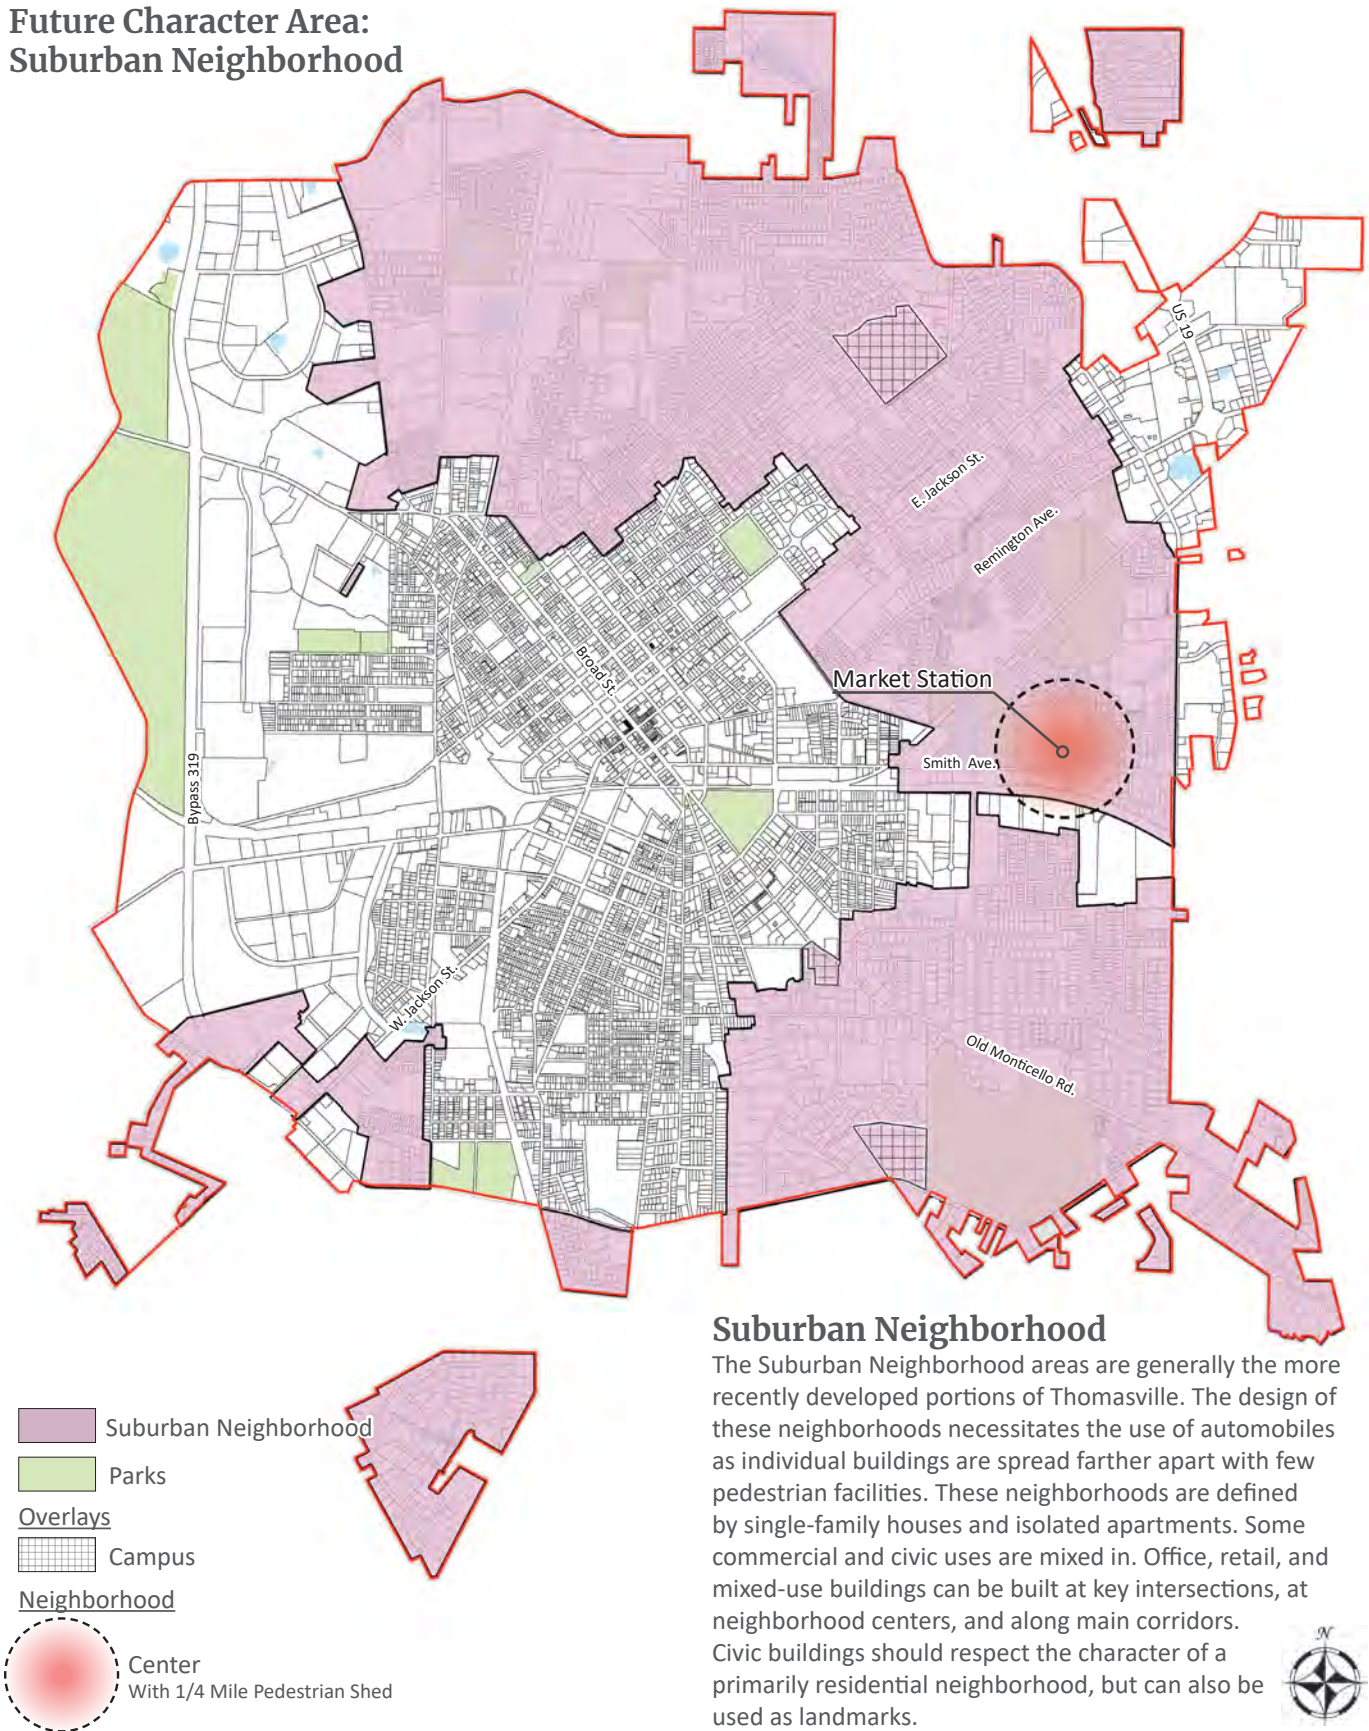 Future Character Area:
Suburban Neighborhood
US 19
E. Jackson St.
Remington Ave.
Broad St.
Market Station
Smith Ave.
Bypass 319
W. Jackson St.
Old Monticello Rd.
Suburban Neighborhood
Parks
Overlays
Campus
Neighborhood
Center
With 1/4 Mile Pedestrian Shed
Suburban Neighborhood
The Suburban Neighborhood areas are generally the more
recently developed portions of Thomasville. The design of
these neighborhoods necessitates the use of automobiles
as individual buildings are spread farther apart with few
pedestrian facilities. These neighborhoods are defined
by single-family houses and isolated apartments. Some
commercial and civic uses are mixed in. Office, retail, and
mixed-use buildings can be built at key intersections, at
neighborhood centers, and along main corridors.
Civic buildings should respect the character of a
primarily residential neighborhood, but can also be
used as landmarks.
N